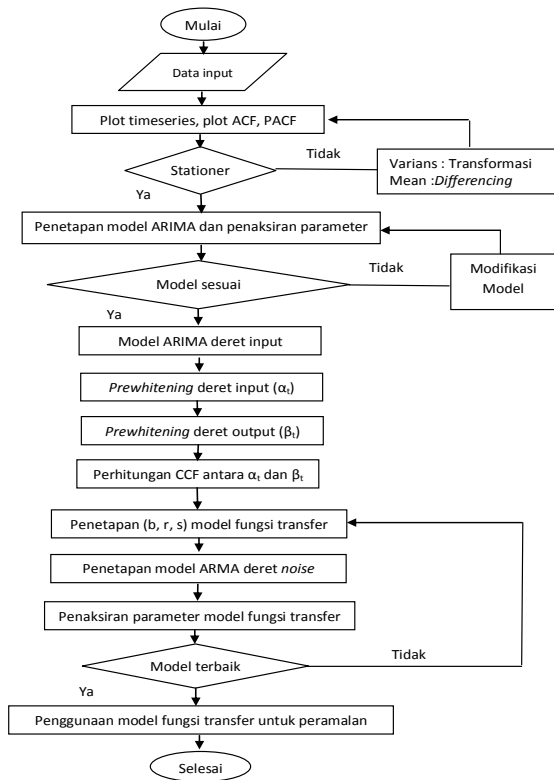 Mulai
Data input
Plot timeseries, plot ACF, PACF
Tidak
Stationer
Varians : Transformasi
Mean :Differencing
Ya
Penetapan model ARIMA dan penaksiran parameter
Tidak
Model sesuai
Modifikasi
Model
Ya
Model ARIMA deret input
Prewhitening deret input (αt)
Prewhitening deret output (βt)
Perhitungan CCF antara αt dan βt
Penetapan (b, r, s) model fungsi transfer
Penetapan model ARMA deret noise
Penaksiran parameter model fungsi transfer
Model terbaik
Tidak
Ya
Penggunaan model fungsi transfer untuk peramalan
Selesai